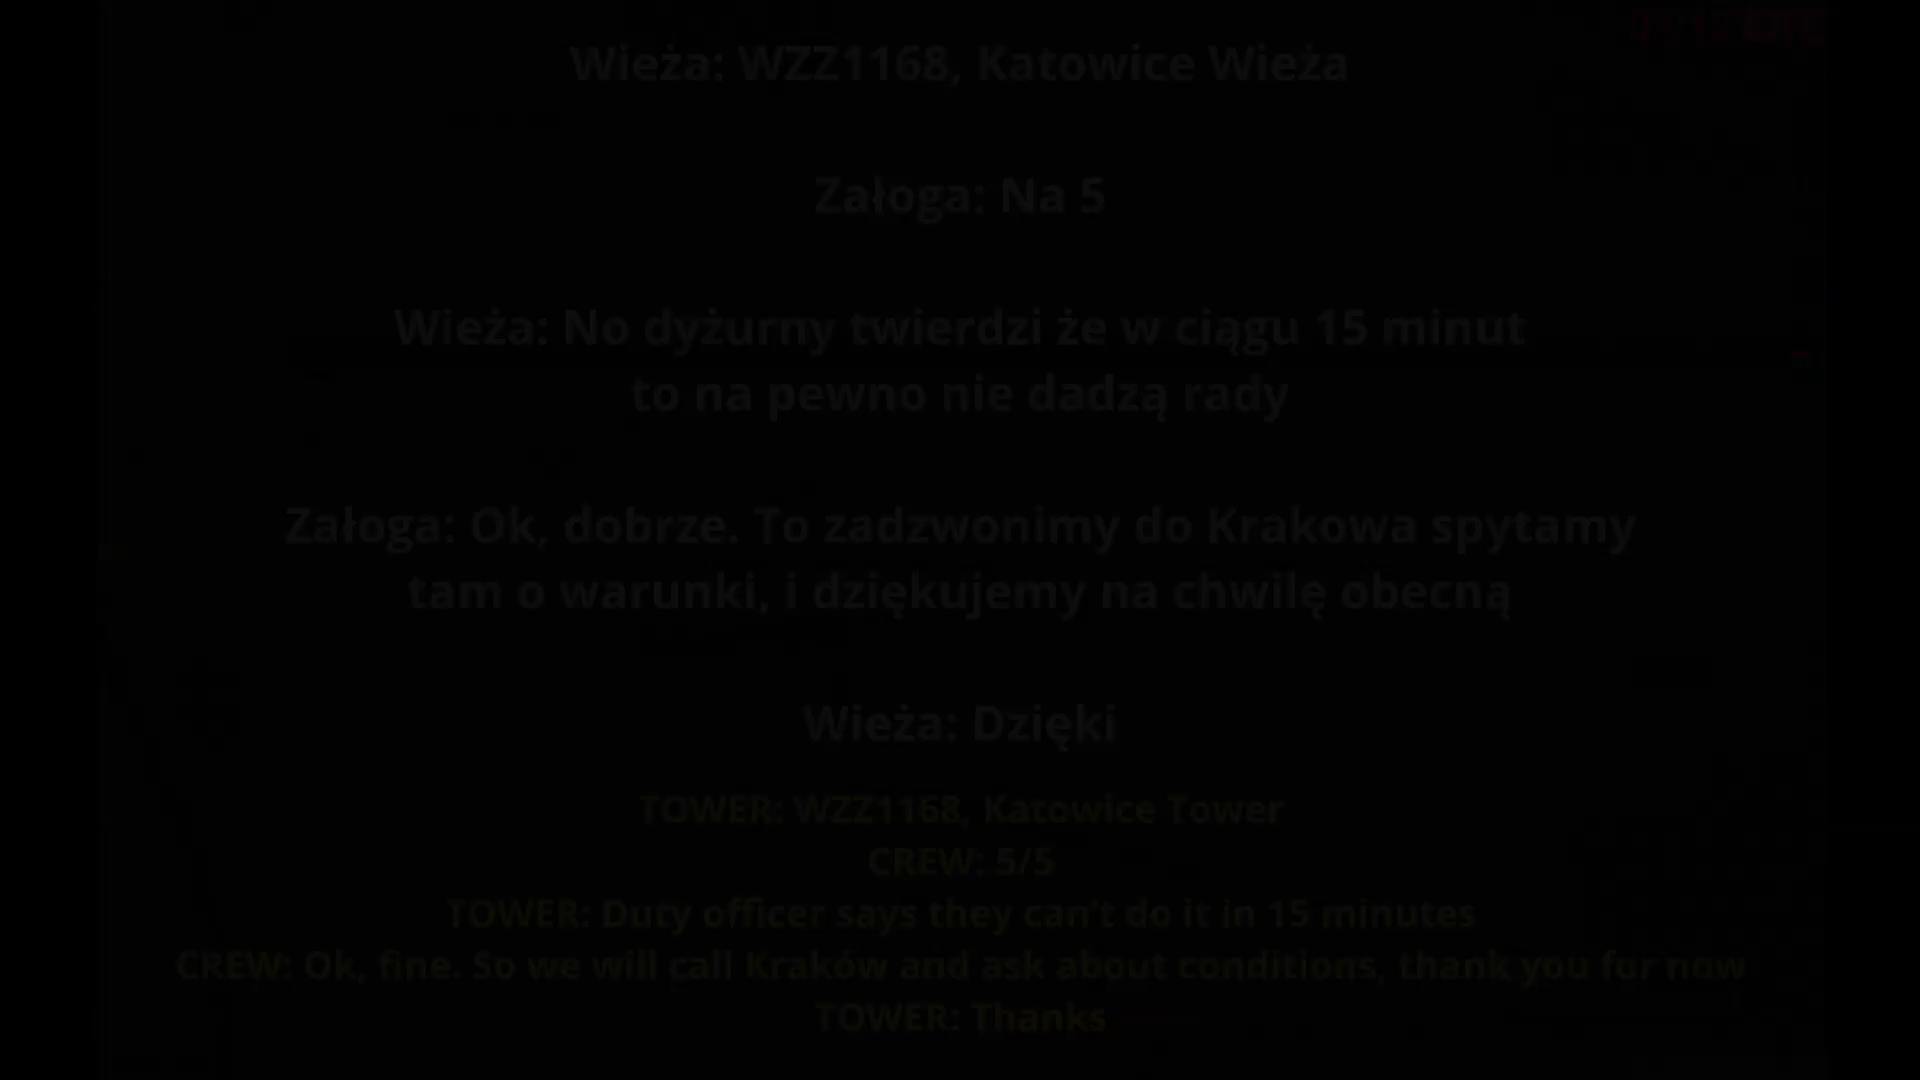 Wieża: WZZ1168, Katowice Wieża
Załoga: Na 5
Wieża: No dyżurny twierdzi że w ciągu 15 minut
to na pewno nie dadzą rady
Załoga: Ok, dobrze. To zadzwonimy do Krakowa spytamy
tam o warunki, i dziękujemy na chwilę obecną
Wieża: Dzięki
TOWER: WZZ1168, Katowice Tower
CREW: 5/5
TOWER: Duty officer says they can't do it in 15 minutes
CREW: Ok, fine. So we will call Kraków and ask about conditions, thank you for now
TOWER: Thanks